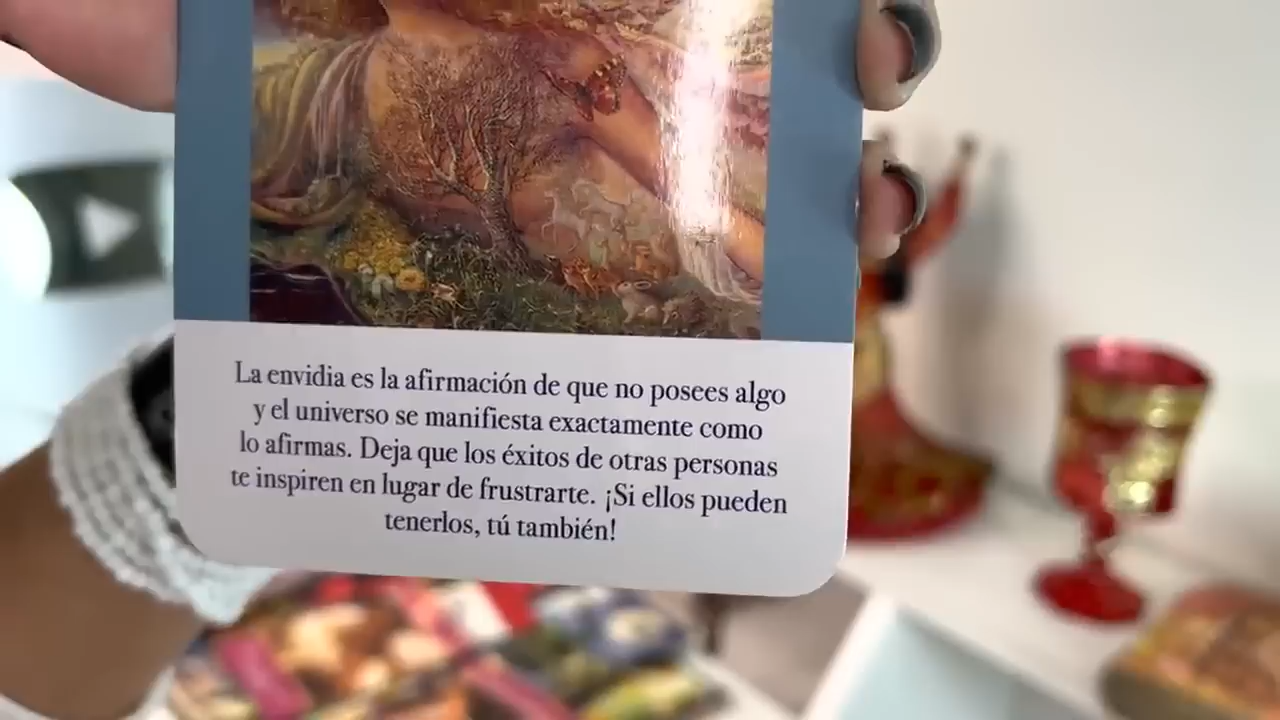 La envidia es la afirmación de que no posees algo
y el universo se manifiesta exactamente como
lo afirmas. Deja que los éxitos de otras personas
te inspiren en lugar de frustrarte. ¡Si ellos pueden
tenerlos, tú también!